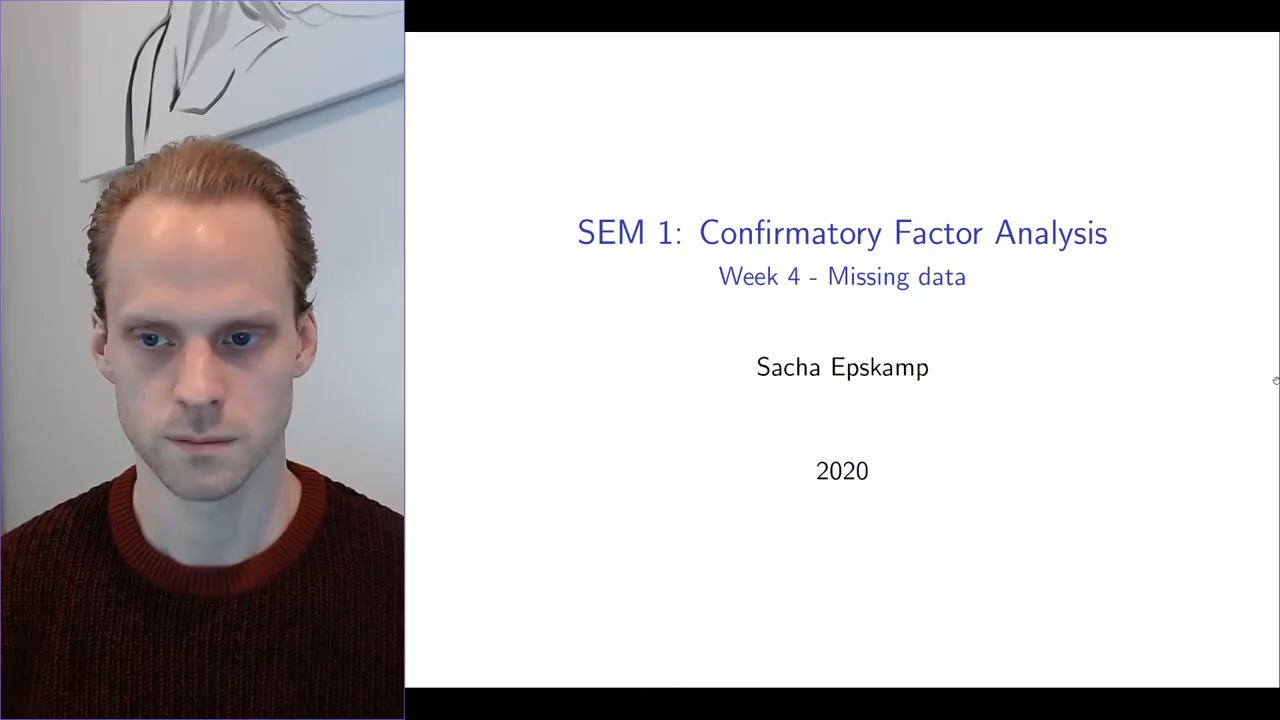 SEM 1: Confirmatory Factor Analysis
Week 4 - Missing data
Sacha Epskamp
2020